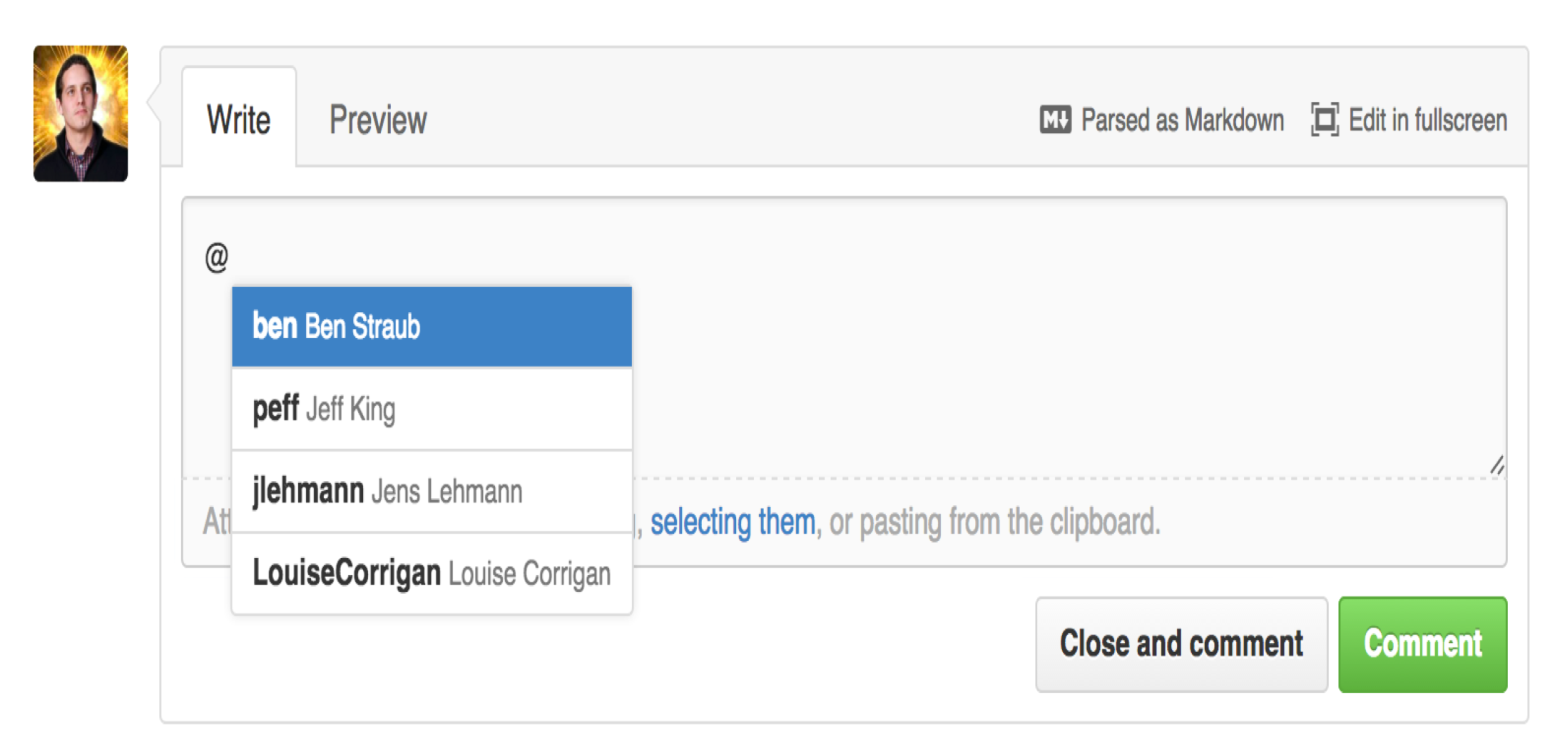 Write Preview Parsed as Markdown Edit in fullscreen
@
ben Ben Straub
peff Jeff King
jlehmann Jens Lehmann
, selecting them, or pasting from the clipboard.
LouiseCorrigan Louise Corrigan
Close and comment Comment